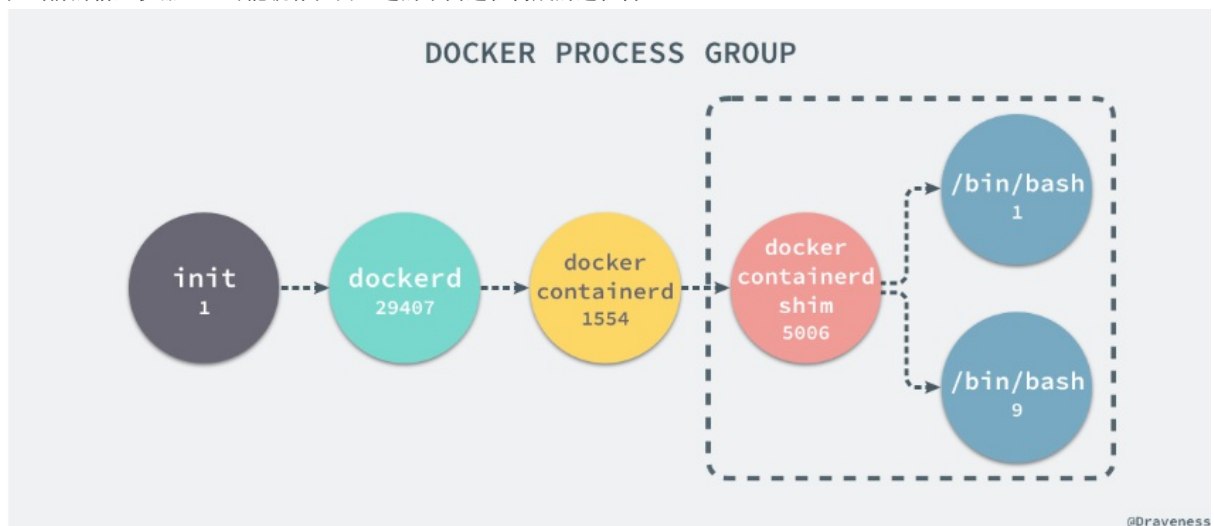 DOCKER PROCESS GROUP
init
1
dockerd
29407
docker
containerd
1554
docker
containerd
shim
5006
/bin/bash
1
/bin/bash
9
@Draveness